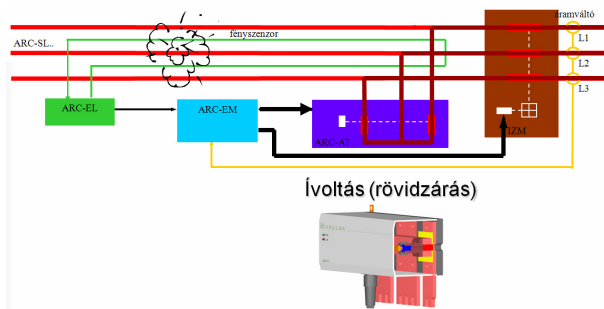 áramváltó
fényszenzor
L1
ARC-SL..
L2
L3
ARC-EL
ARC-EM
ARC-AT
IZM
Ívoltás (rövidzárás)